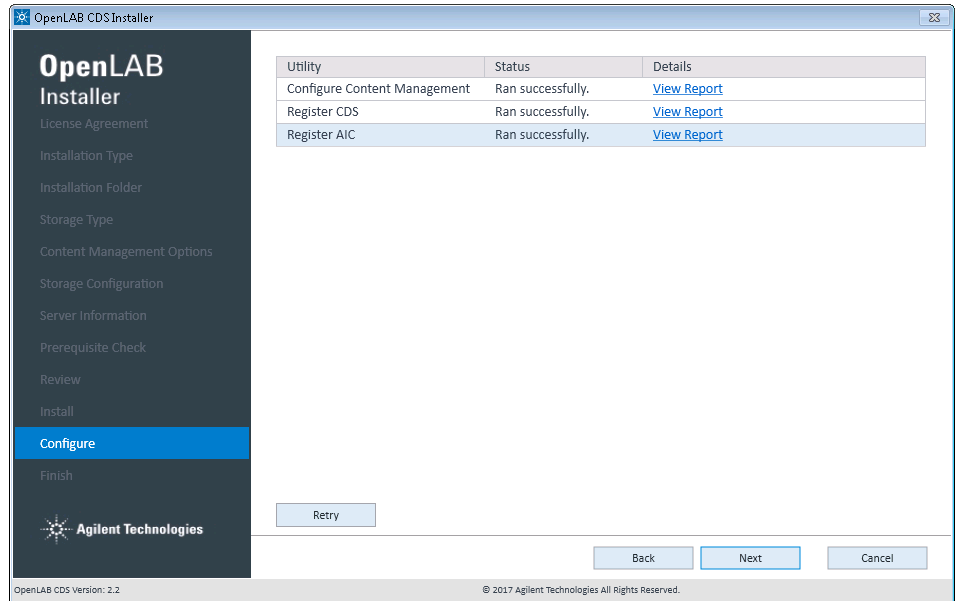 OpenLAB CDS Installer
OpenLAB
Installer
License Agreement
Installation Type
Installation Folder
Storage Type
Content Management Options
Storage Configuration
Server Information
Prerequisite Check
Review
Install
Configure
Finish
Agilent Technologies
Utility Status Details
Configure Content Management Ran successfully. View Report
Register CDS Ran successfully. View Report
Register AIC Ran successfully. View Report
Retry
Back Next Cancel
OpenLAB CDS Version: 2.2 © 2017 Agilent Technologies All Rights Reserved.